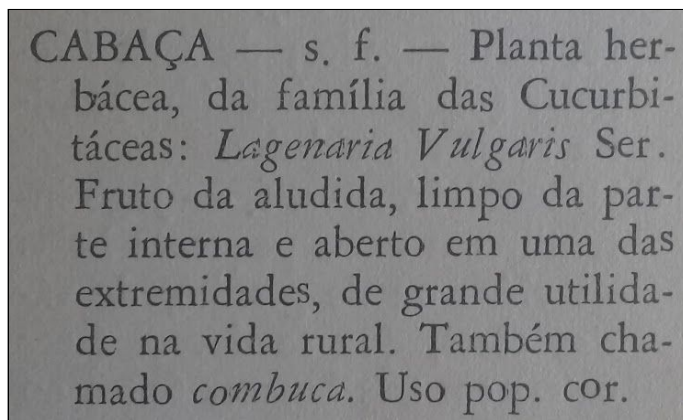 CABAÇA — s. f. — Planta her-
bácea, da família das Cucurbi-
táceas: Lagenaria Vulgaris Ser.
Fruto da aludida, limpo da par-
te interna e aberto em uma das
extremidades, de grande utilida-
de na vida rural. Também cha-
mado combuca. Uso pop. cor.